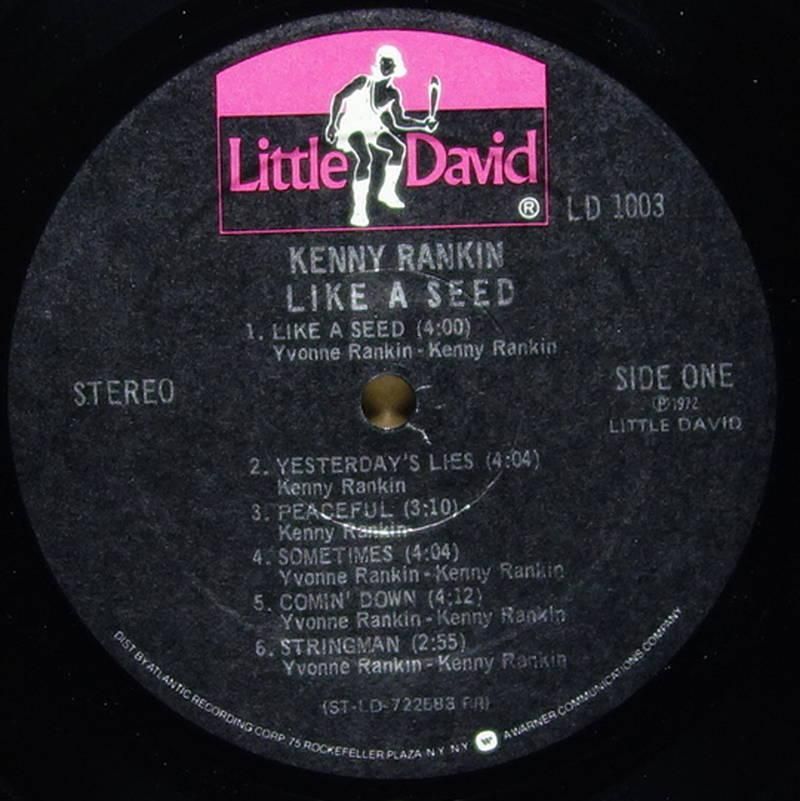 Little David
®
LD 1003
KENNY RANKIN
LIKE A SEED
1. LIKE A SEED (4:00)
Yvonne Rankin - Kenny Rankin
STEREO
SIDE ONE
℗ 1972
LITTLE DAVID
2. YESTERDAY'S LIES (4:04)
Kenny Rankin
3. PEACEFUL (3:10)
Kenny Rankin
4. SOMETIMES (4:04)
Yvonne Rankin - Kenny Rankin
5. COMIN' DOWN (4:12)
Yvonne Rankin - Kenny Rankin
6. STRINGMAN (2:55)
Yvonne Rankin - Kenny Rankin
DIST BY ATLANTIC RECORDING CORP. 75 ROCKEFELLER PLAZA N Y N Y W A WARNER COMMUNICATIONS COMPANY